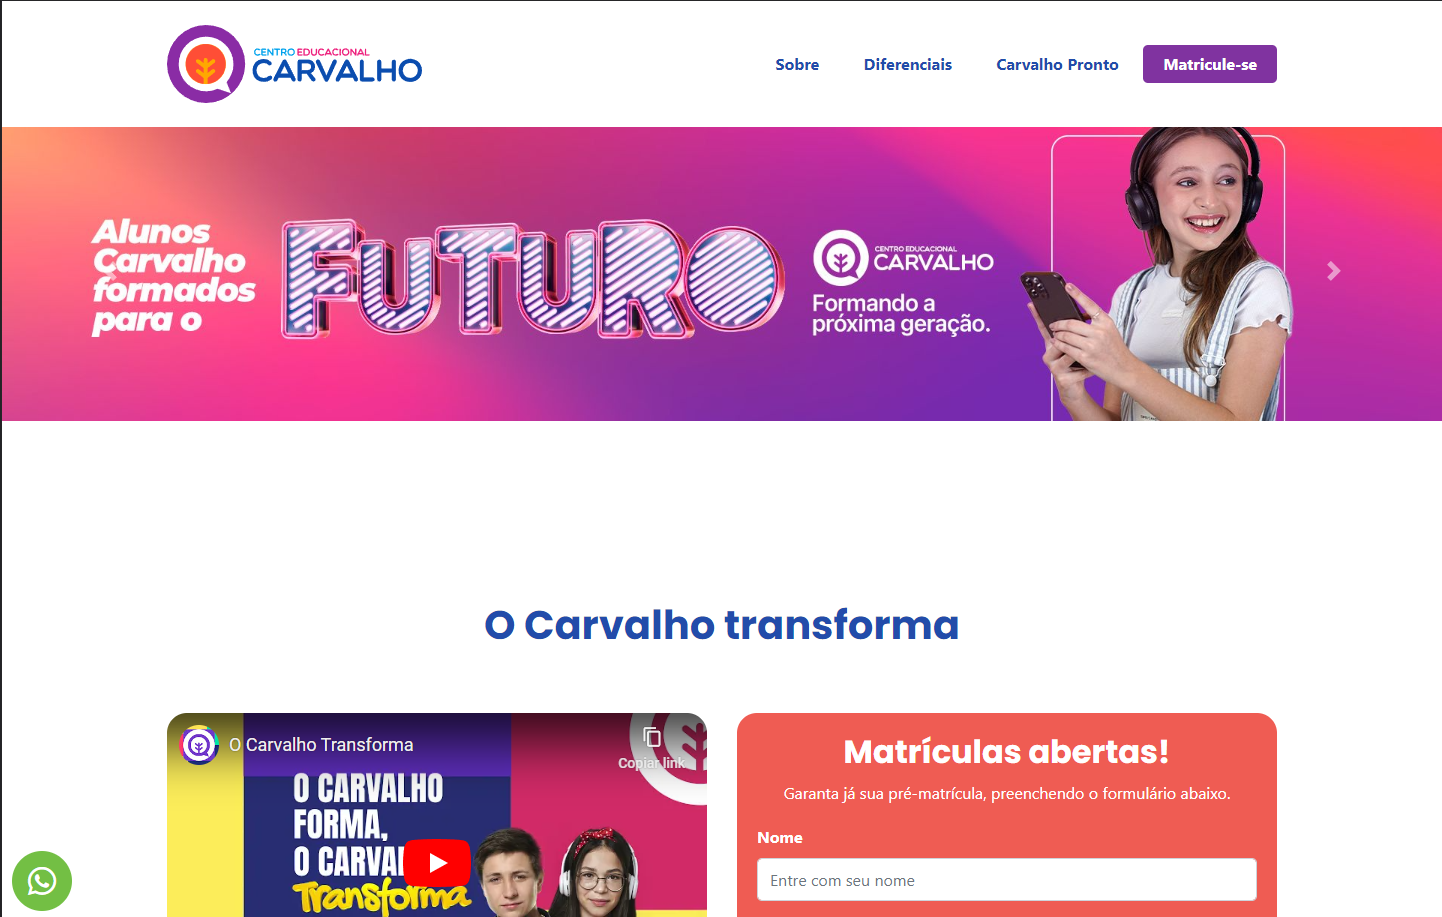 CENTRO EDUCACIONAL
CARVALHO
Sobre
Diferenciais
Carvalho Pronto
Matricule-se
Alunos
Carvalho
formados
para o
FUTURO
CENTRO EDUCACIONAL
CARVALHO
Formando a
próxima geração.
O Carvalho transforma
O Carvalho Transforma
Copiar link
O CARVALHO
FORMA,
O CARVAL
Transforma
Matrículas abertas!
Garanta já sua pré-matrícula, preenchendo o formulário abaixo.
Nome
Entre com seu nome